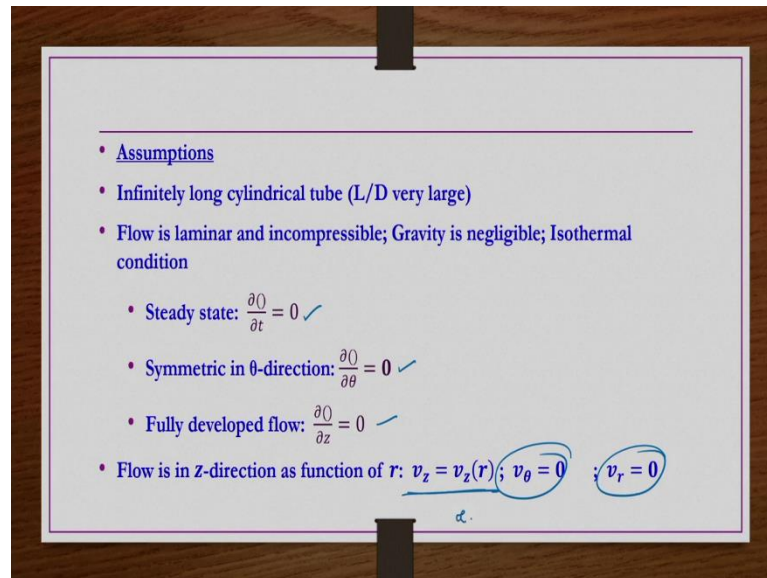 • Assumptions
• Infinitely long cylindrical tube (L/D very large)
• Flow is laminar and incompressible; Gravity is negligible; Isothermal
condition
• Steady state: ∂()/∂t = 0 ✓
• Symmetric in θ-direction: ∂()/∂θ = 0 ✓
• Fully developed flow: ∂()/∂z = 0
• Flow is in z-direction as function of r: v_z = v_z(r); v_θ = 0 ; v_r = 0